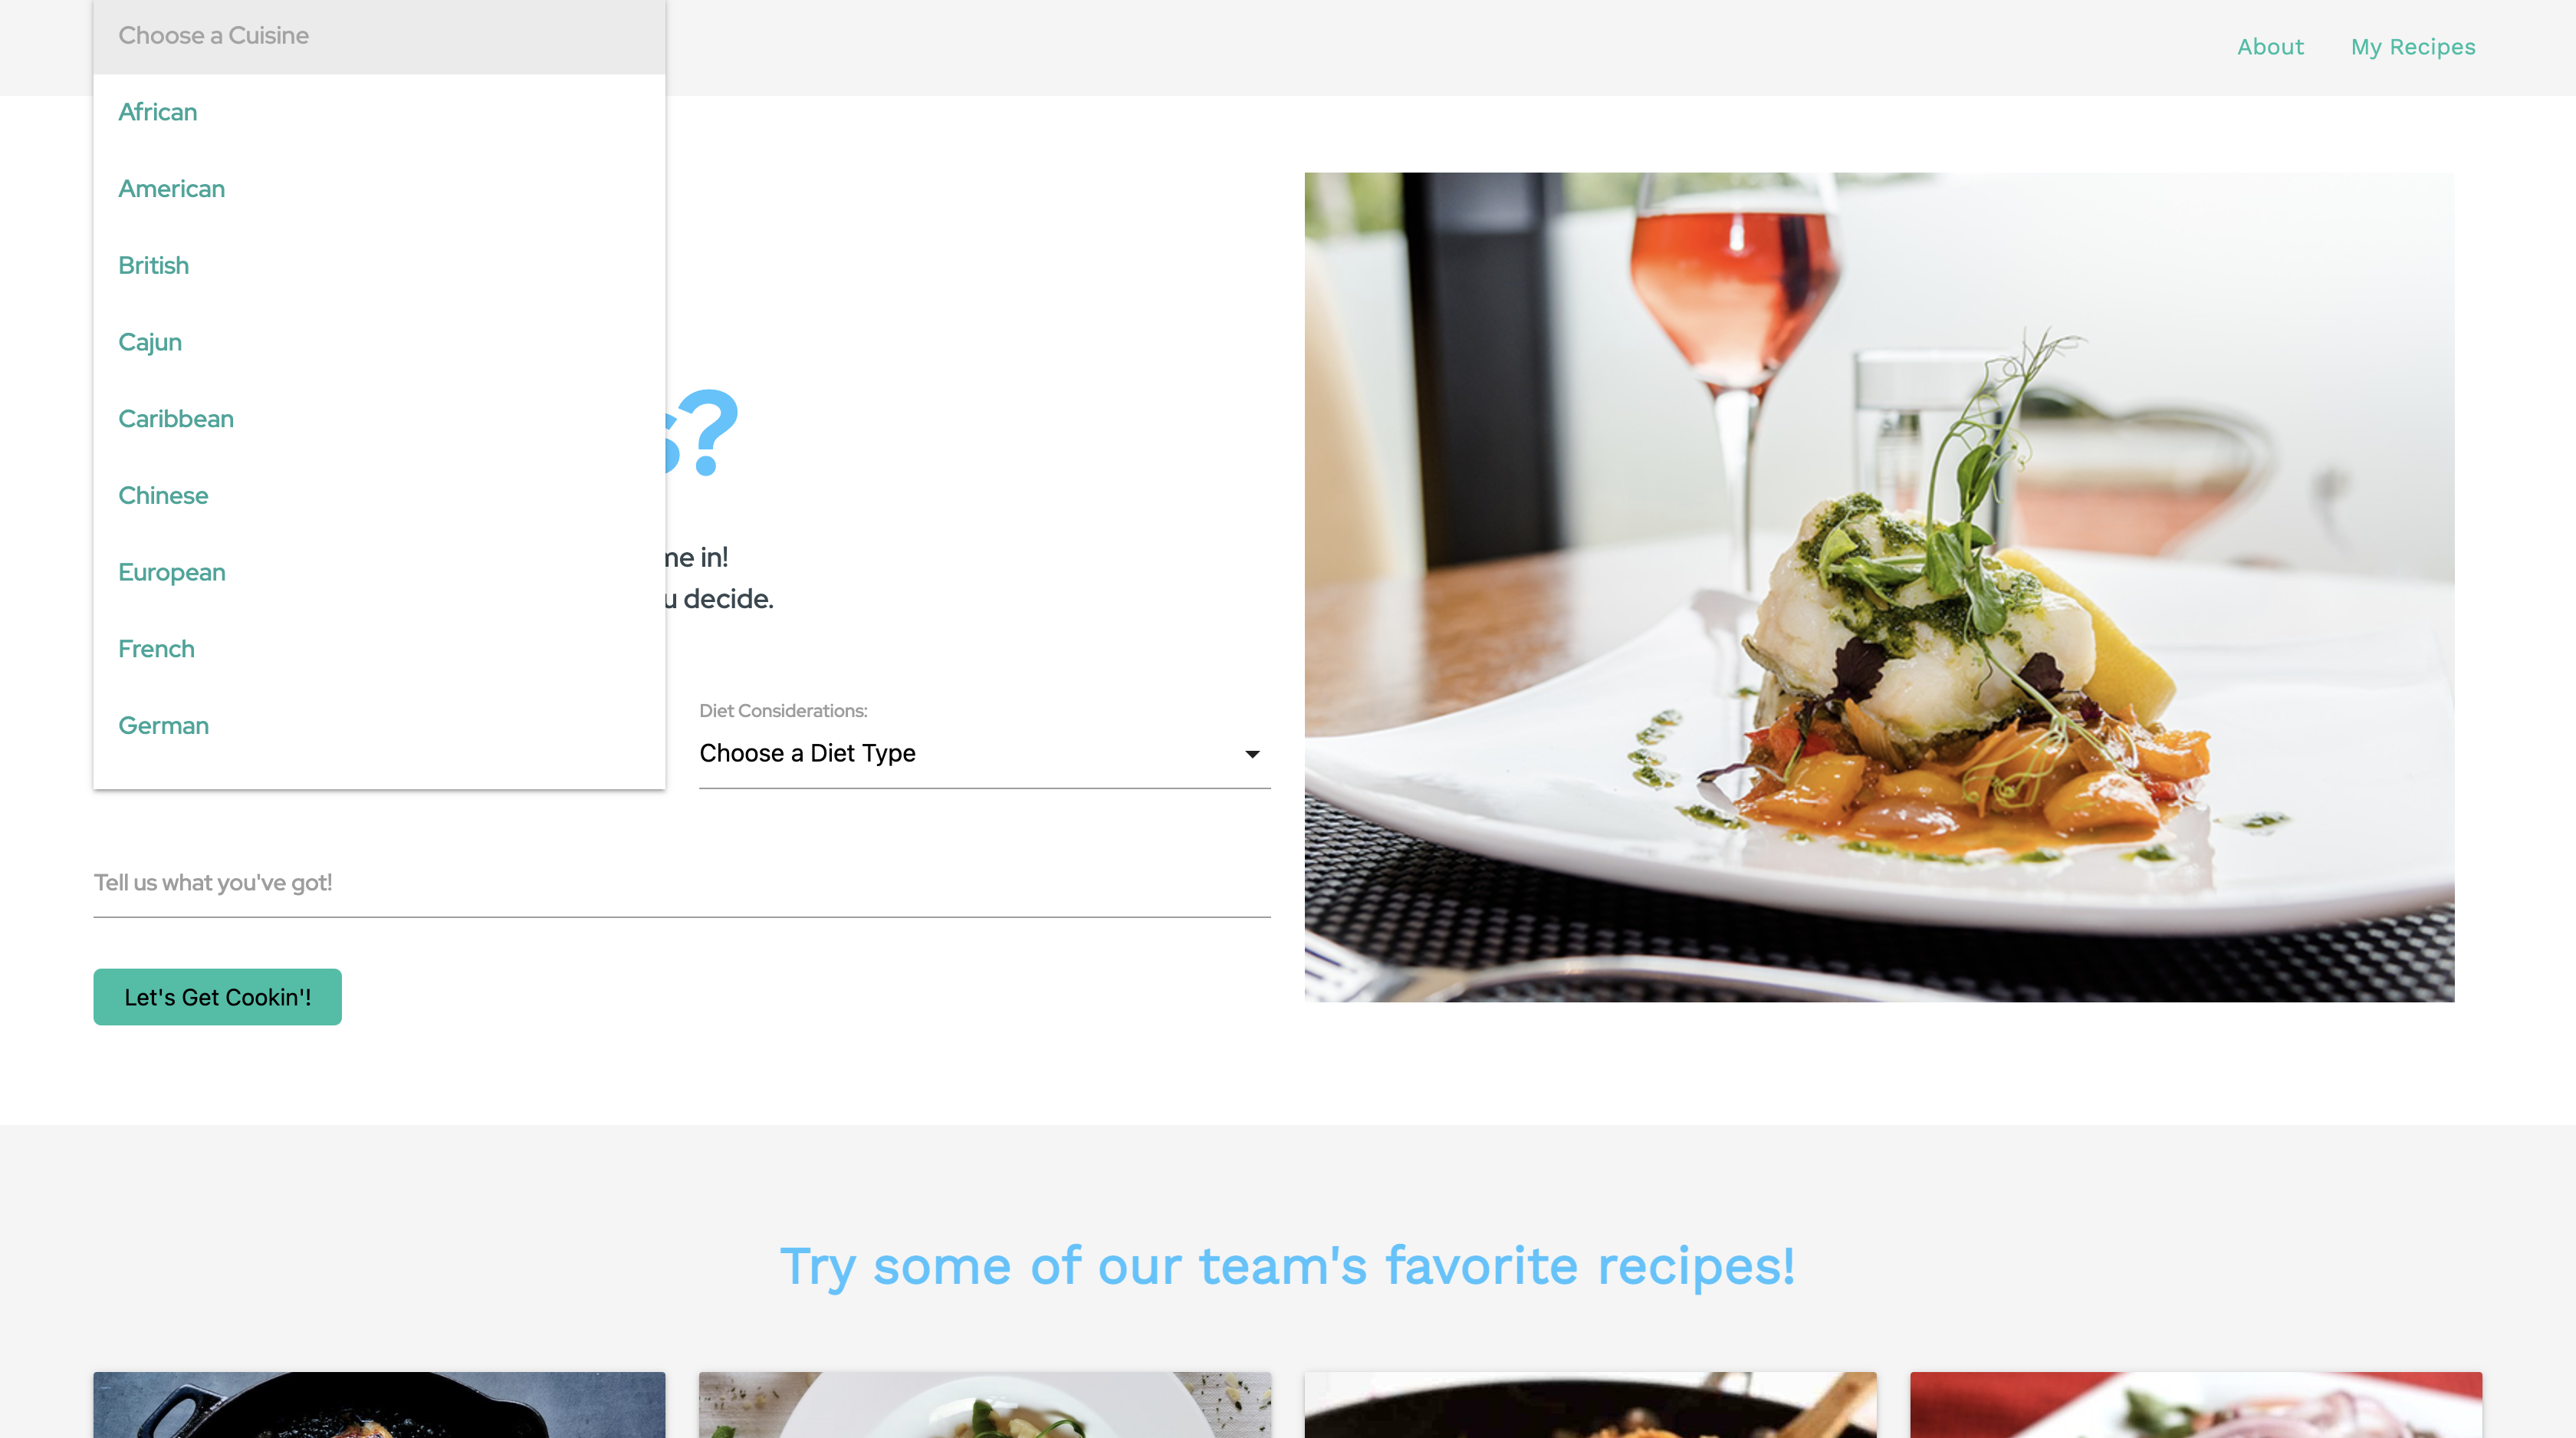 Choose a Cuisine
About
My Recipes
African
American
British
Cajun
Caribbean
Chinese
European
French
German
s?
me in!
u decide.
Diet Considerations:
Choose a Diet Type
Tell us what you've got!
Let's Get Cookin'!
Try some of our team's favorite recipes!